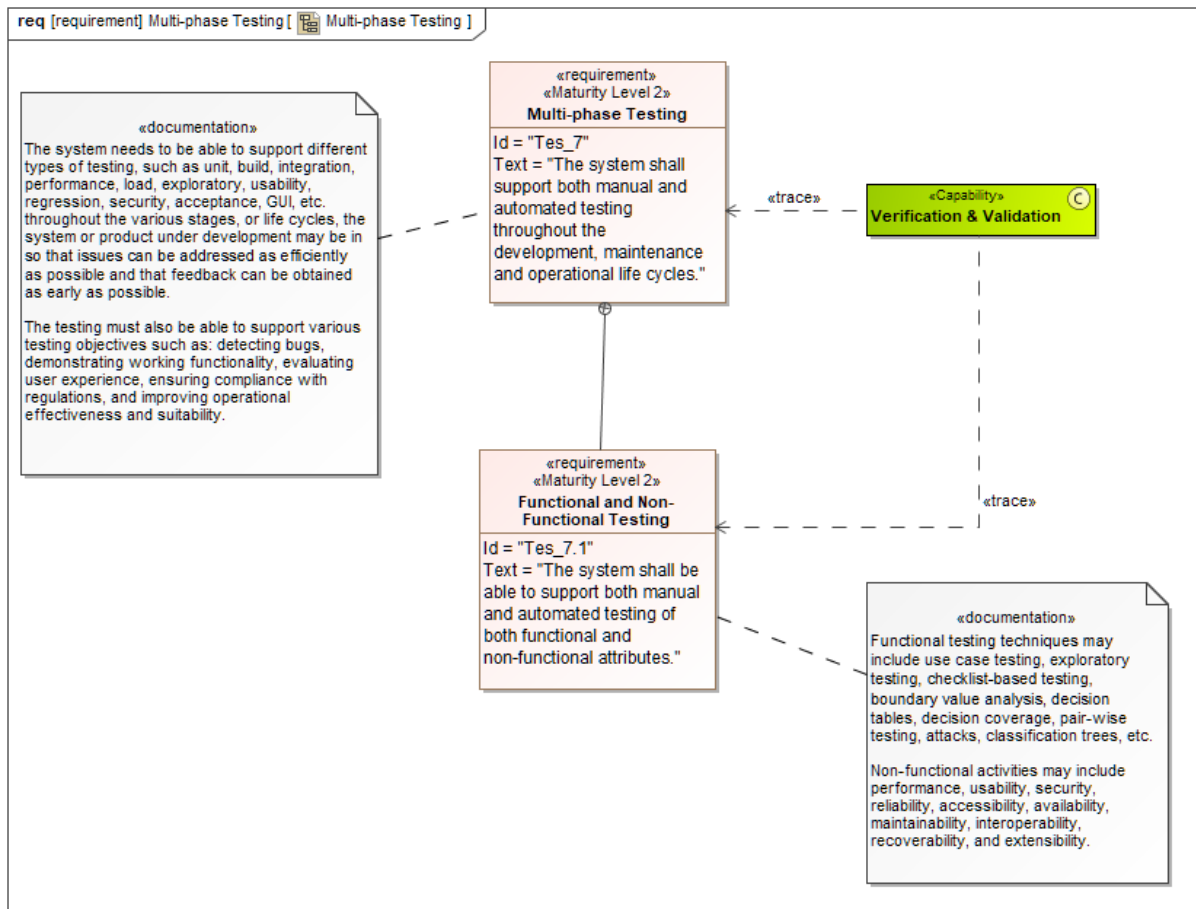 req [requirement] Multi-phase Testing [ Multi-phase Testing ]
«documentation»
The system needs to be able to support different
types of testing, such as unit, build, integration,
performance, load, exploratory, usability,
regression, security, acceptance, GUI, etc.
throughout the various stages, or life cycles, the
system or product under development may be in
so that issues can be addressed as efficiently
as possible and that feedback can be obtained
as early as possible.
The testing must also be able to support various
testing objectives such as: detecting bugs,
demonstrating working functionality, evaluating
user experience, ensuring compliance with
regulations, and improving operational
effectiveness and suitability.
«requirement»
«Maturity Level 2»
Multi-phase Testing
Id = "Tes_7"
Text = "The system shall
support both manual and
automated testing
throughout the
development, maintenance
and operational life cycles."
«trace»
«Capability»
C
Verification & Validation
«trace»
«requirement»
«Maturity Level 2»
Functional and Non-
Functional Testing
Id = "Tes_7.1"
Text = "The system shall be
able to support both manual
and automated testing of
both functional and
non-functional attributes."
«documentation»
Functional testing techniques may
include use case testing, exploratory
testing, checklist-based testing,
boundary value analysis, decision
tables, decision coverage, pair-wise
testing, attacks, classification trees, etc.
Non-functional activities may include
performance, usability, security,
reliability, accessibility, availability,
maintainability, interoperability,
recoverability, and extensibility.